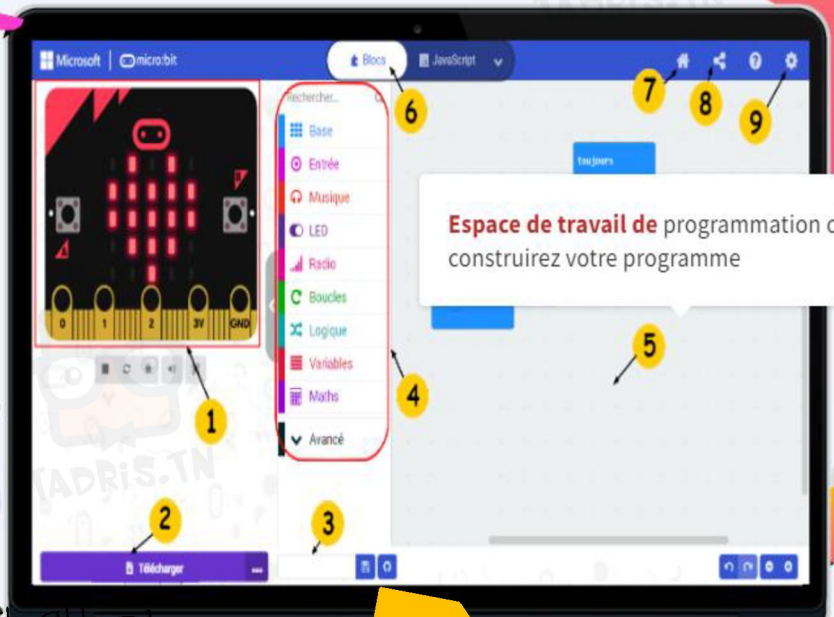 Microsoft | micro:bit
Blocs
JavaScript
6
7
8
9
Rechercher...
Base
Entrée
Musique
LED
Radio
Boucles
Logique
Variables
Maths
Avancé
toujours
Espace de travail de programmation
construirez votre programme
B
A
0 1 2 3V GND
1
4
5
TADRIS.TN
2
3
Télécharger